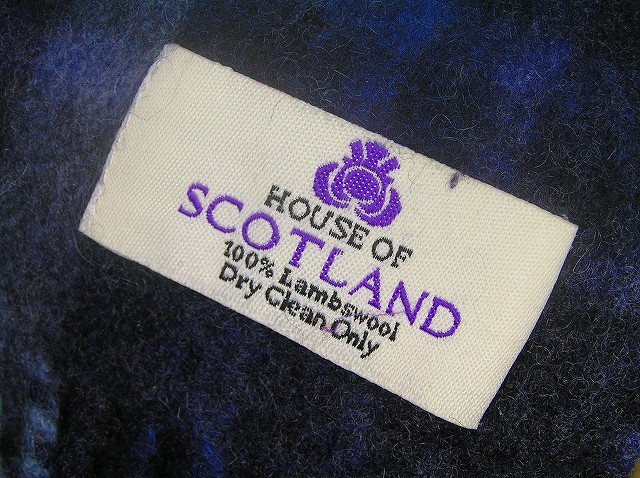 HOUSE OF
SCOTLAND
100% Lambswool
Dry Clean Only